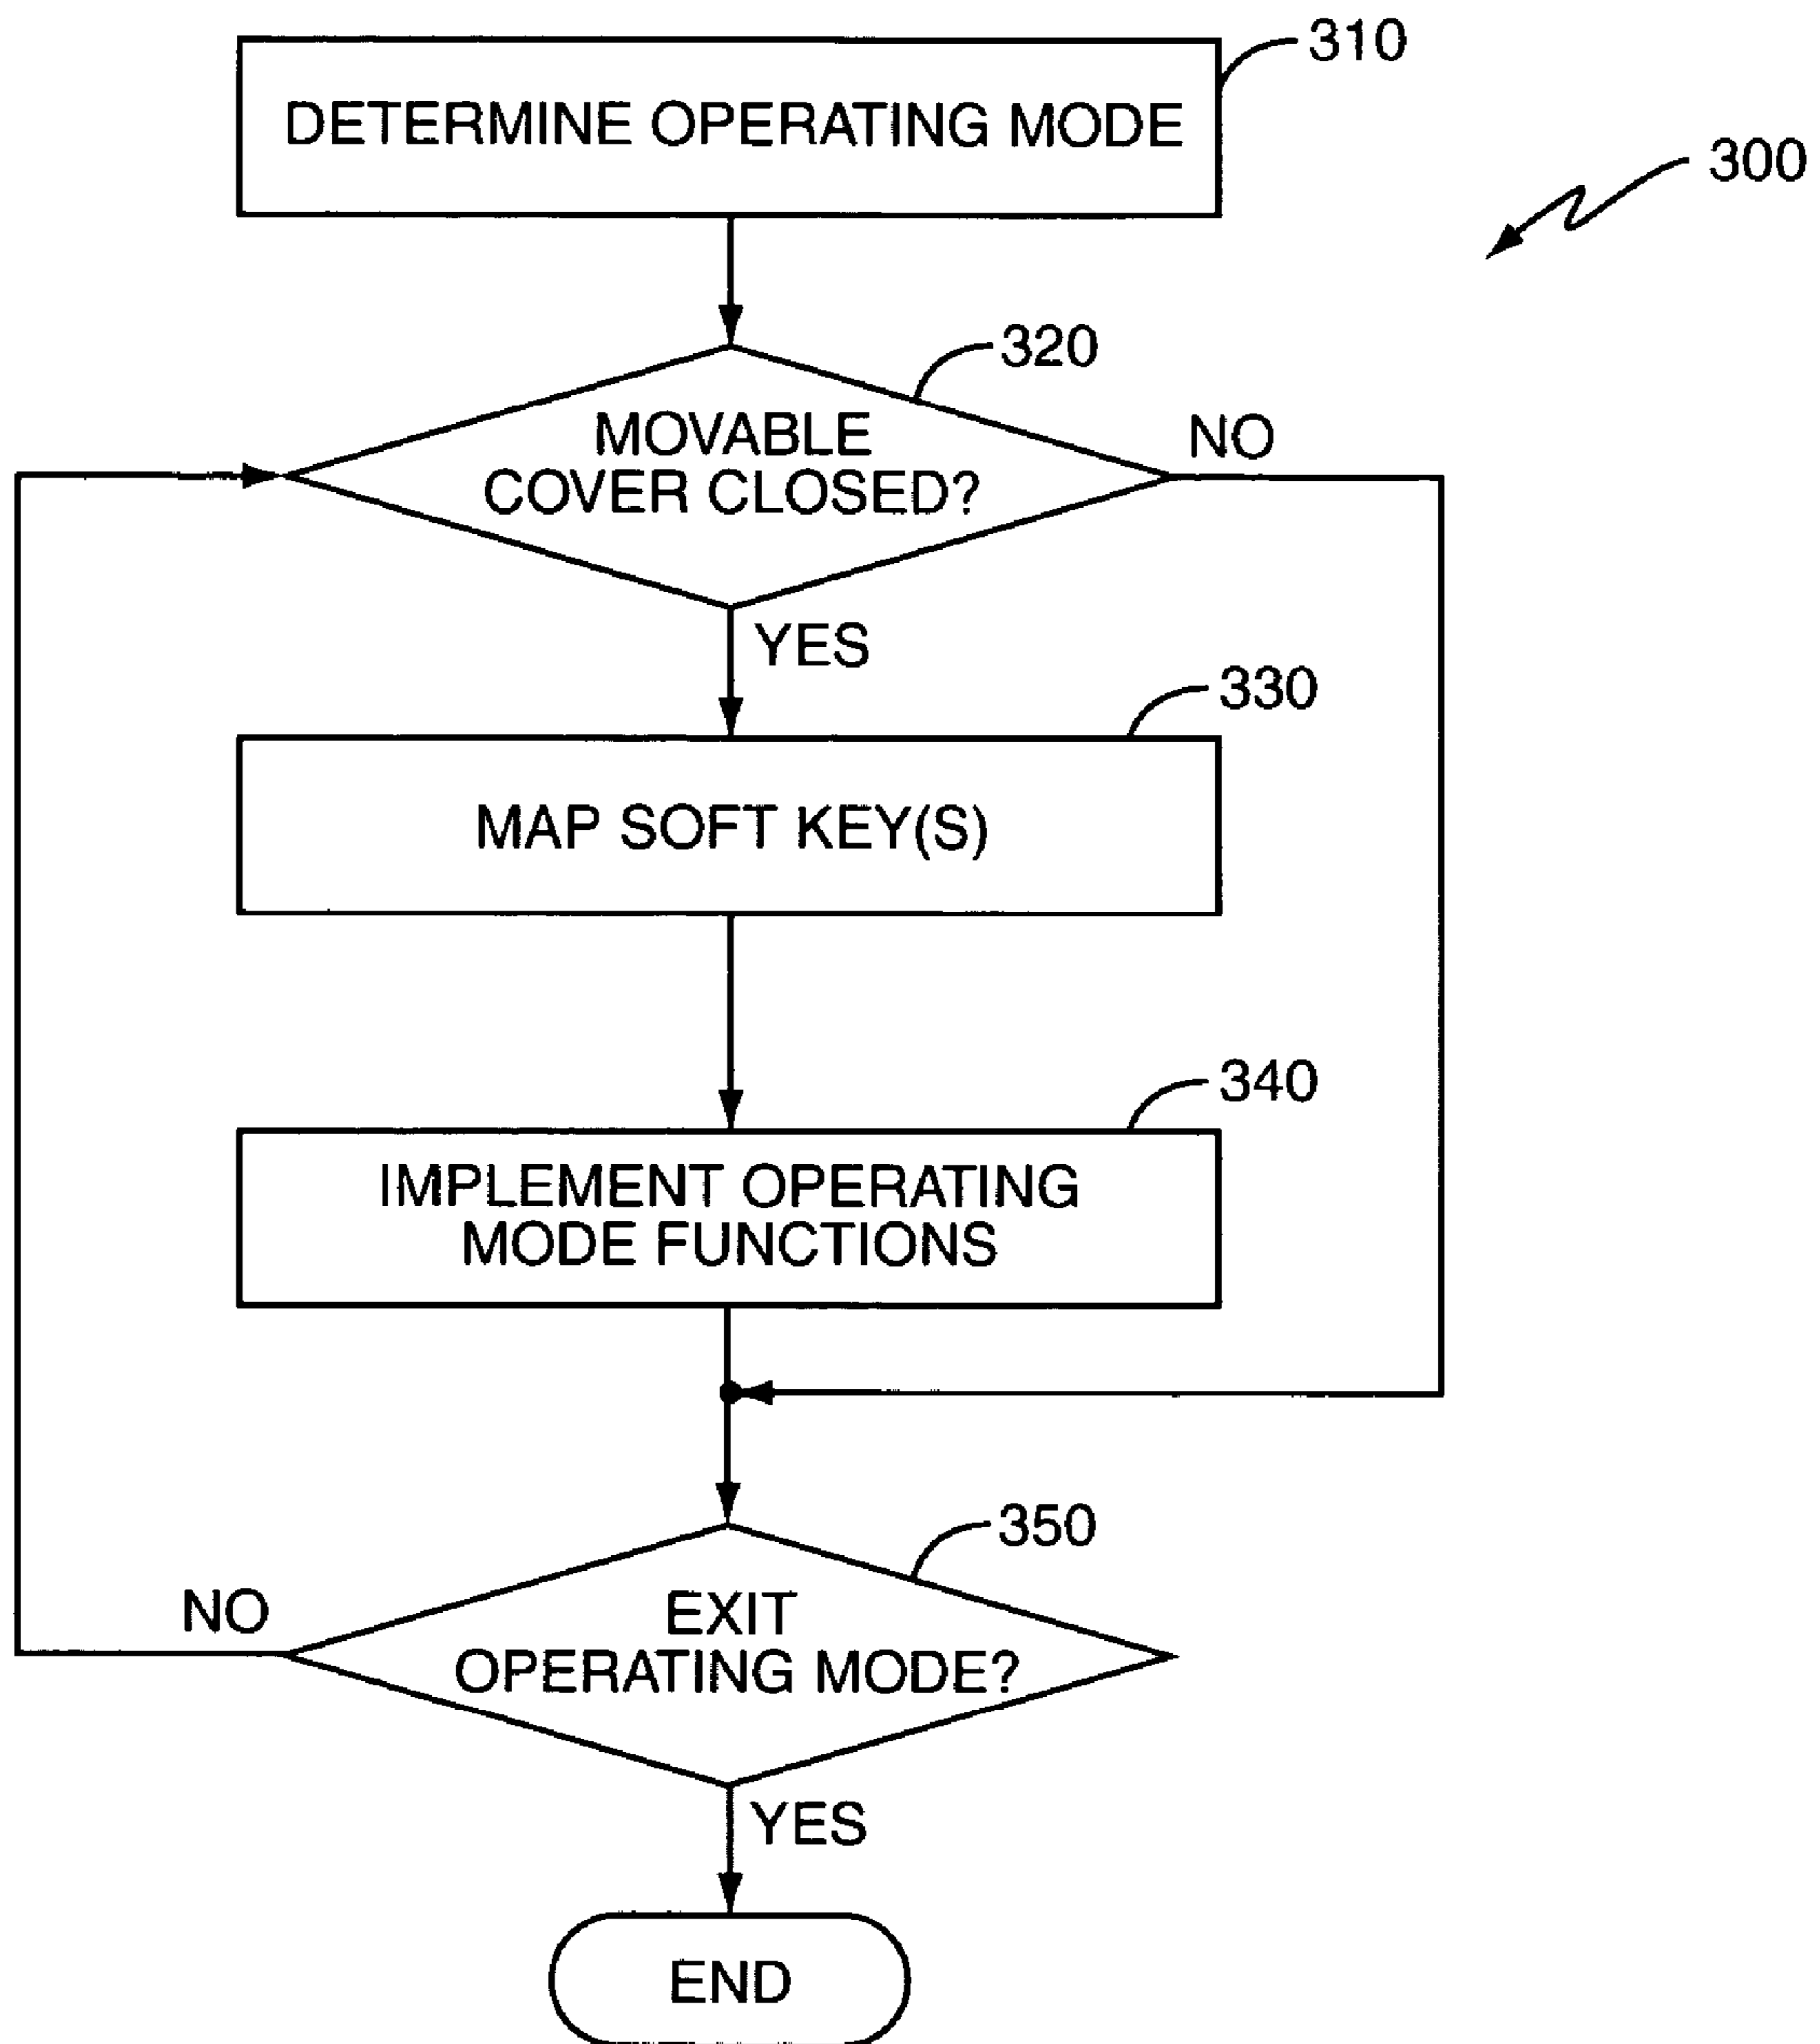 310
DETERMINE OPERATING MODE
300
320
MOVABLE
COVER CLOSED?
NO
YES
330
MAP SOFT KEY(S)
340
IMPLEMENT OPERATING
MODE FUNCTIONS
350
EXIT
OPERATING MODE?
NO
YES
END